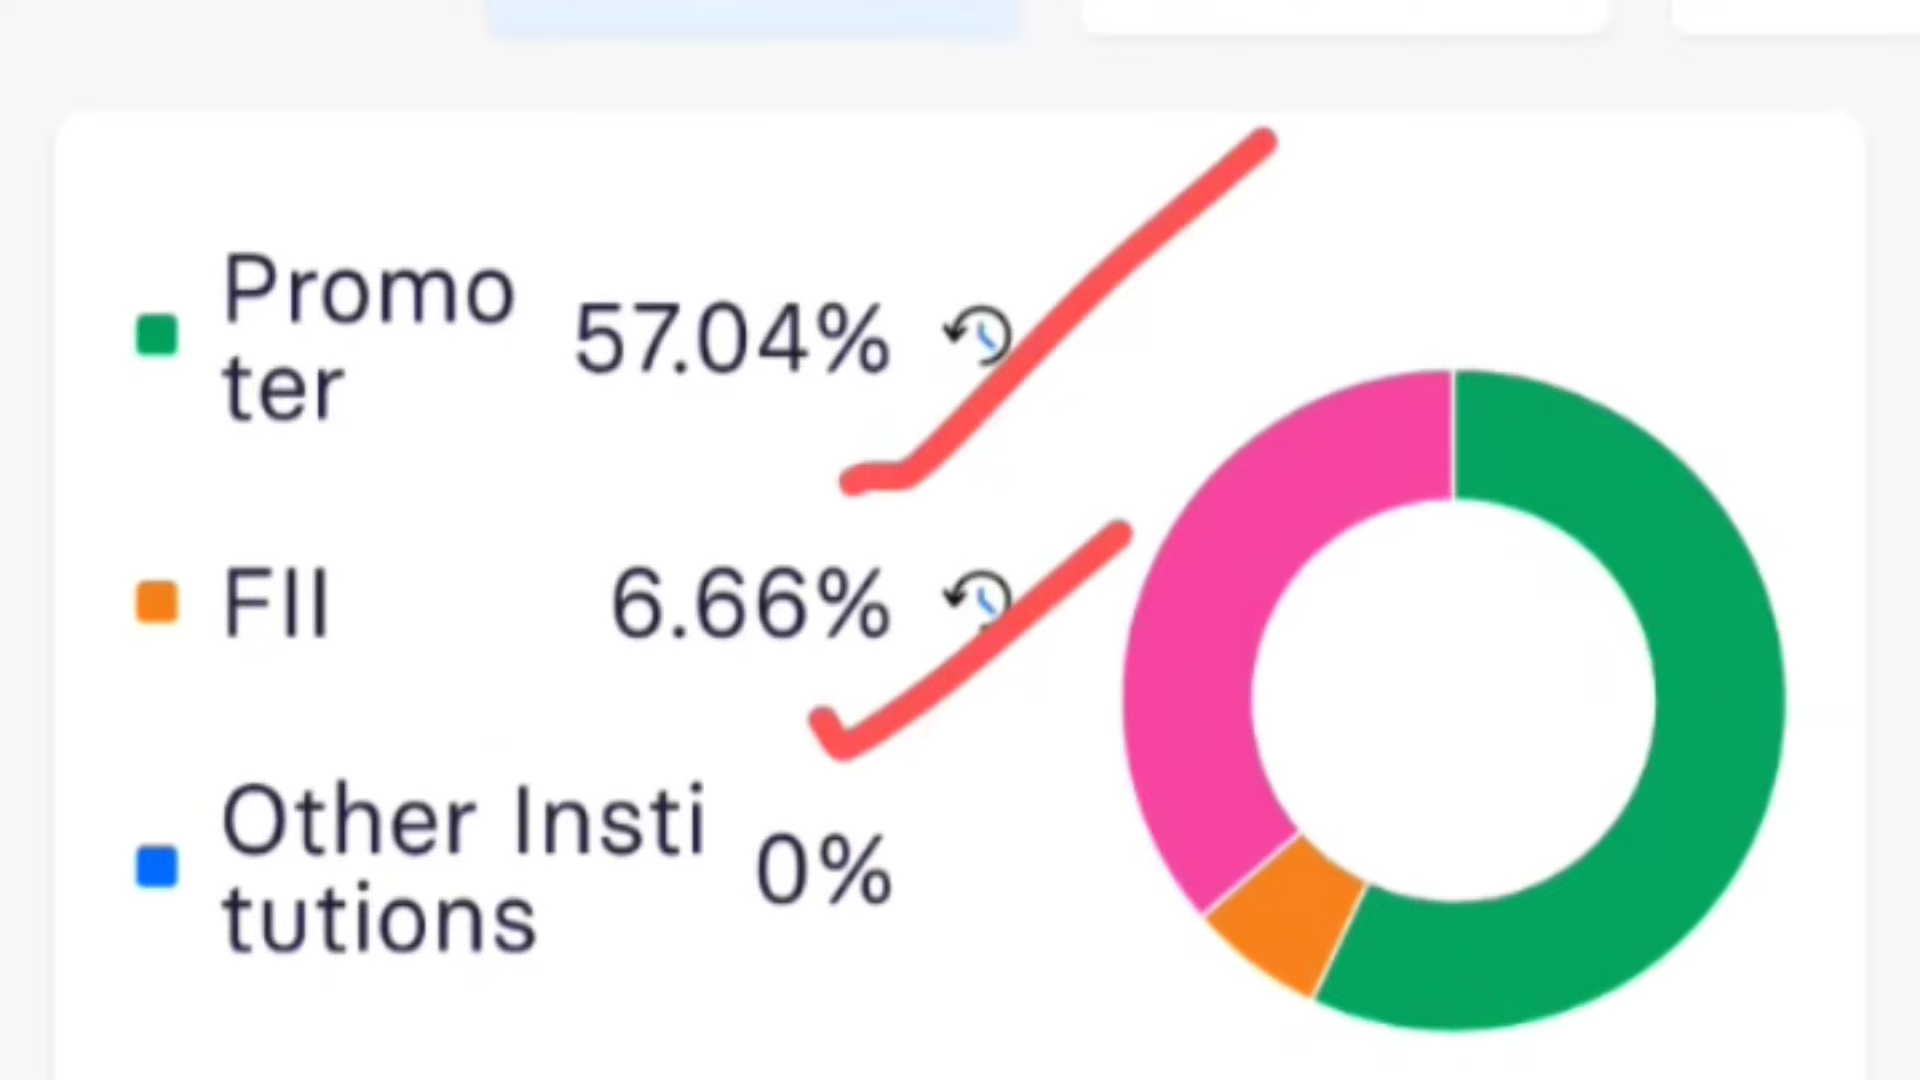 Promo
ter
57.04%
FII
6.66%
Other Insti
tutions
0%